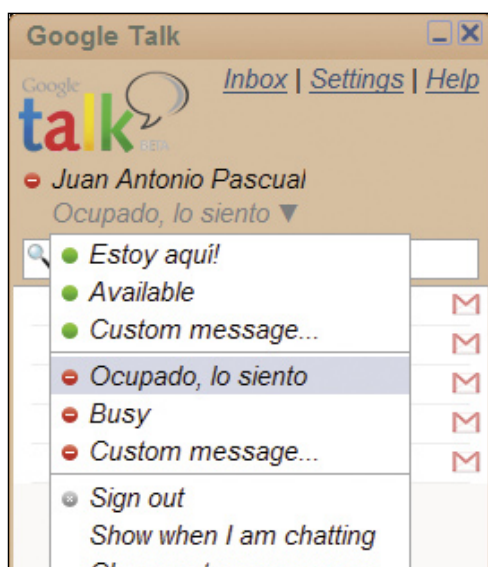 Google Talk
Inbox | Settings | Help
Google
talk
BETA
Juan Antonio Pascual
Ocupado, lo siento ▼
Estoy aquí!
Available
Custom message...
Ocupado, lo siento
Busy
Custom message...
Sign out
Show when I am chatting